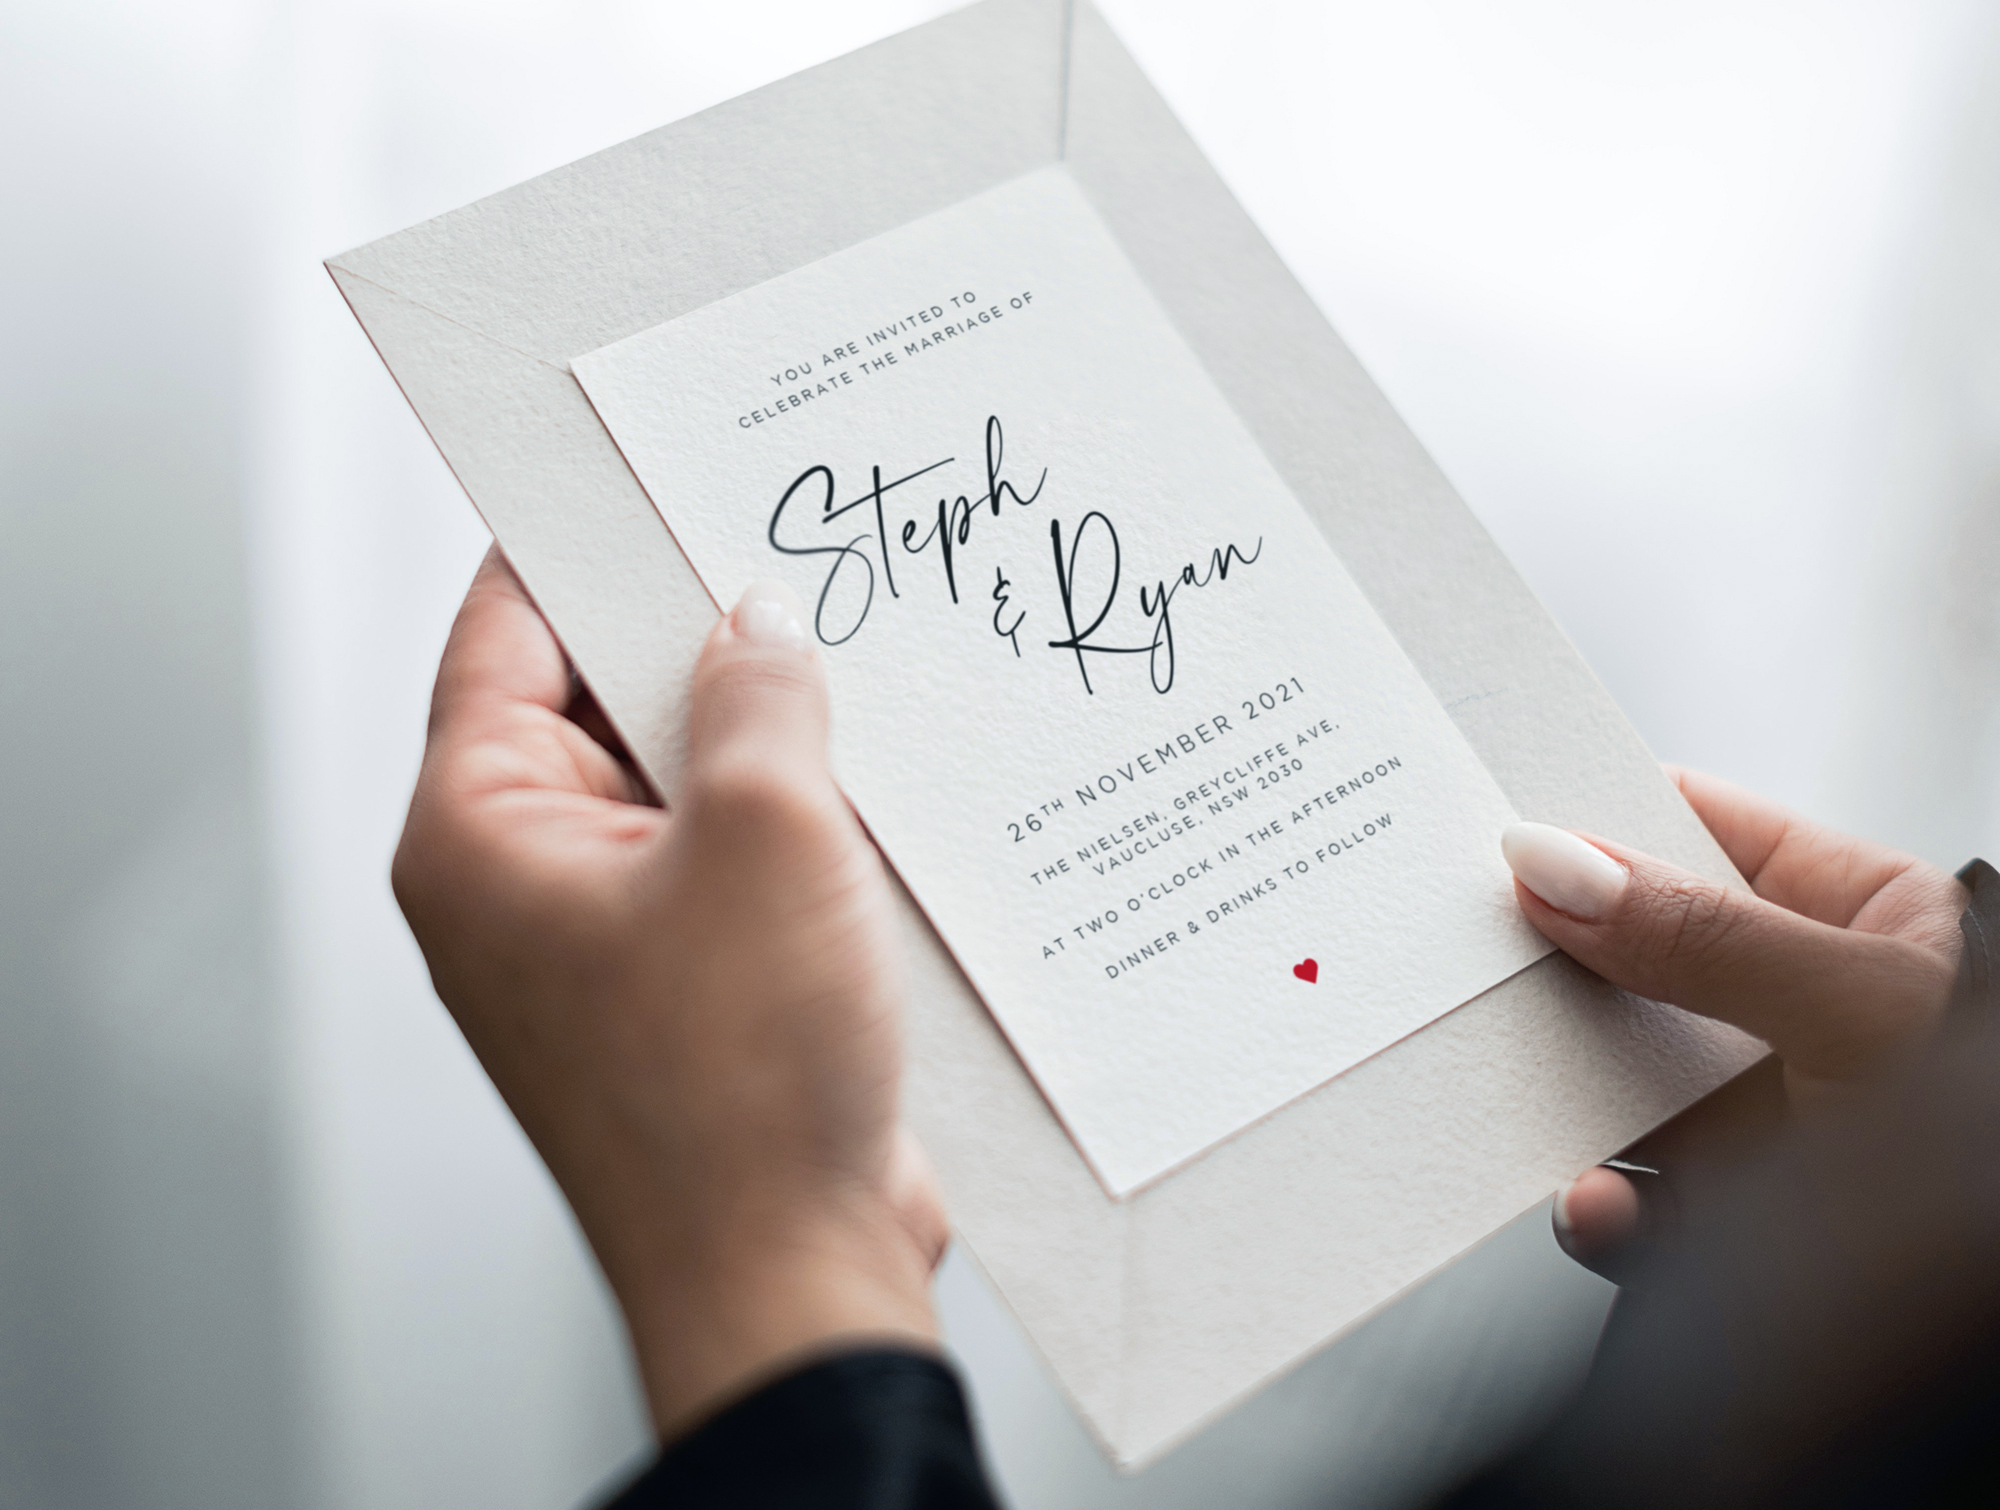 YOU ARE INVITED TO
CELEBRATE THE MARRIAGE OF
Steph
& Ryan
26TH NOVEMBER 2021
THE NIELSEN, GREYCLIFFE AVE,
VAUCLUSE, NSW 2030
AT TWO O'CLOCK IN THE AFTERNOON
DINNER & DRINKS TO FOLLOW